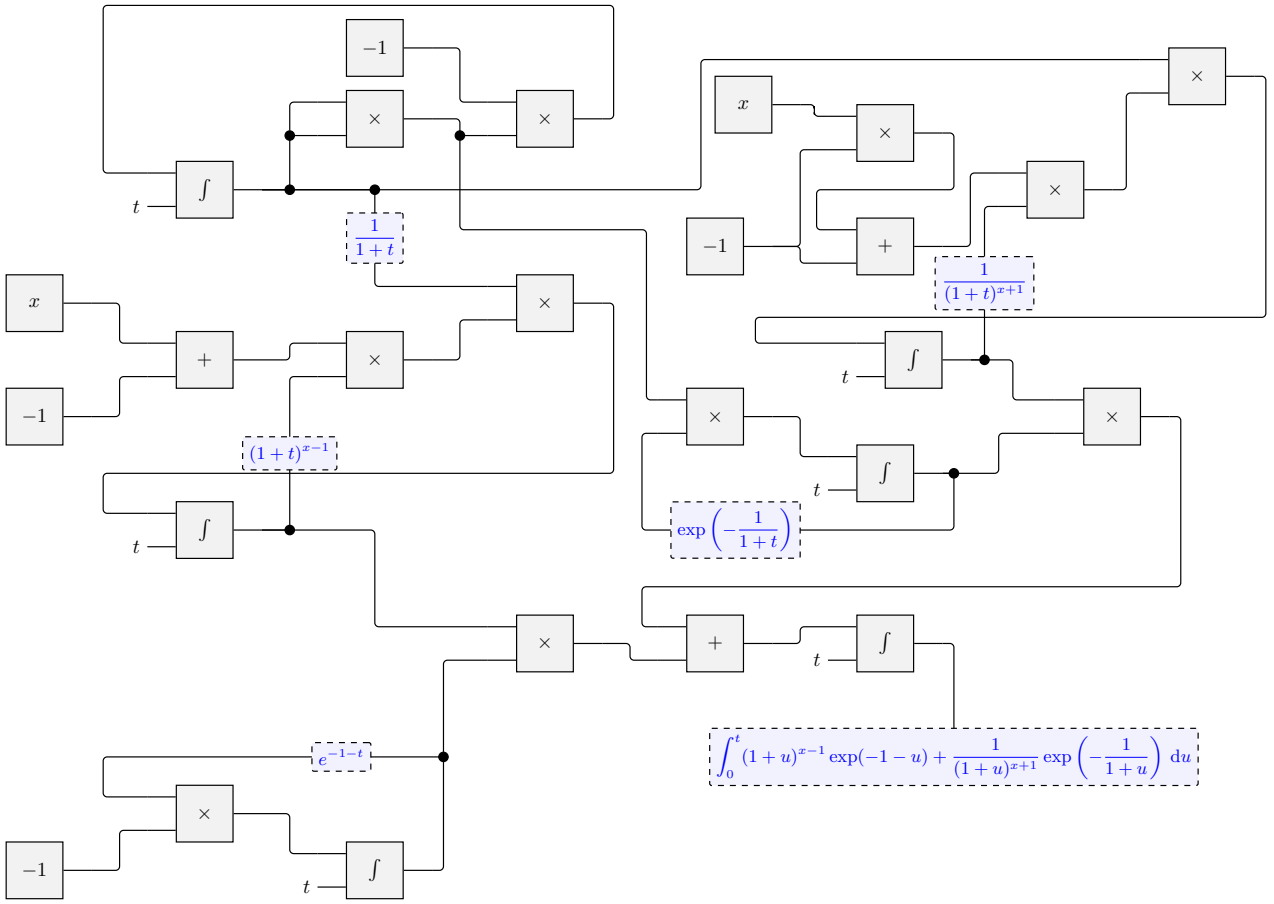 −1
×
×
×
x
×
∫
t
×
−1
+
1/(1+t)
1/((1+t)^{x+1})
x
×
+
×
∫
t
−1
×
×
(1+t)^{x−1}
∫
t
∫
t
exp(−1/(1+t))
×
+
∫
t
e^{−1−t}
∫_0^t (1+u)^{x−1} exp(−1−u) + 1/((1+u)^{x+1}) exp(−1/(1+u)) du
×
−1
∫
t